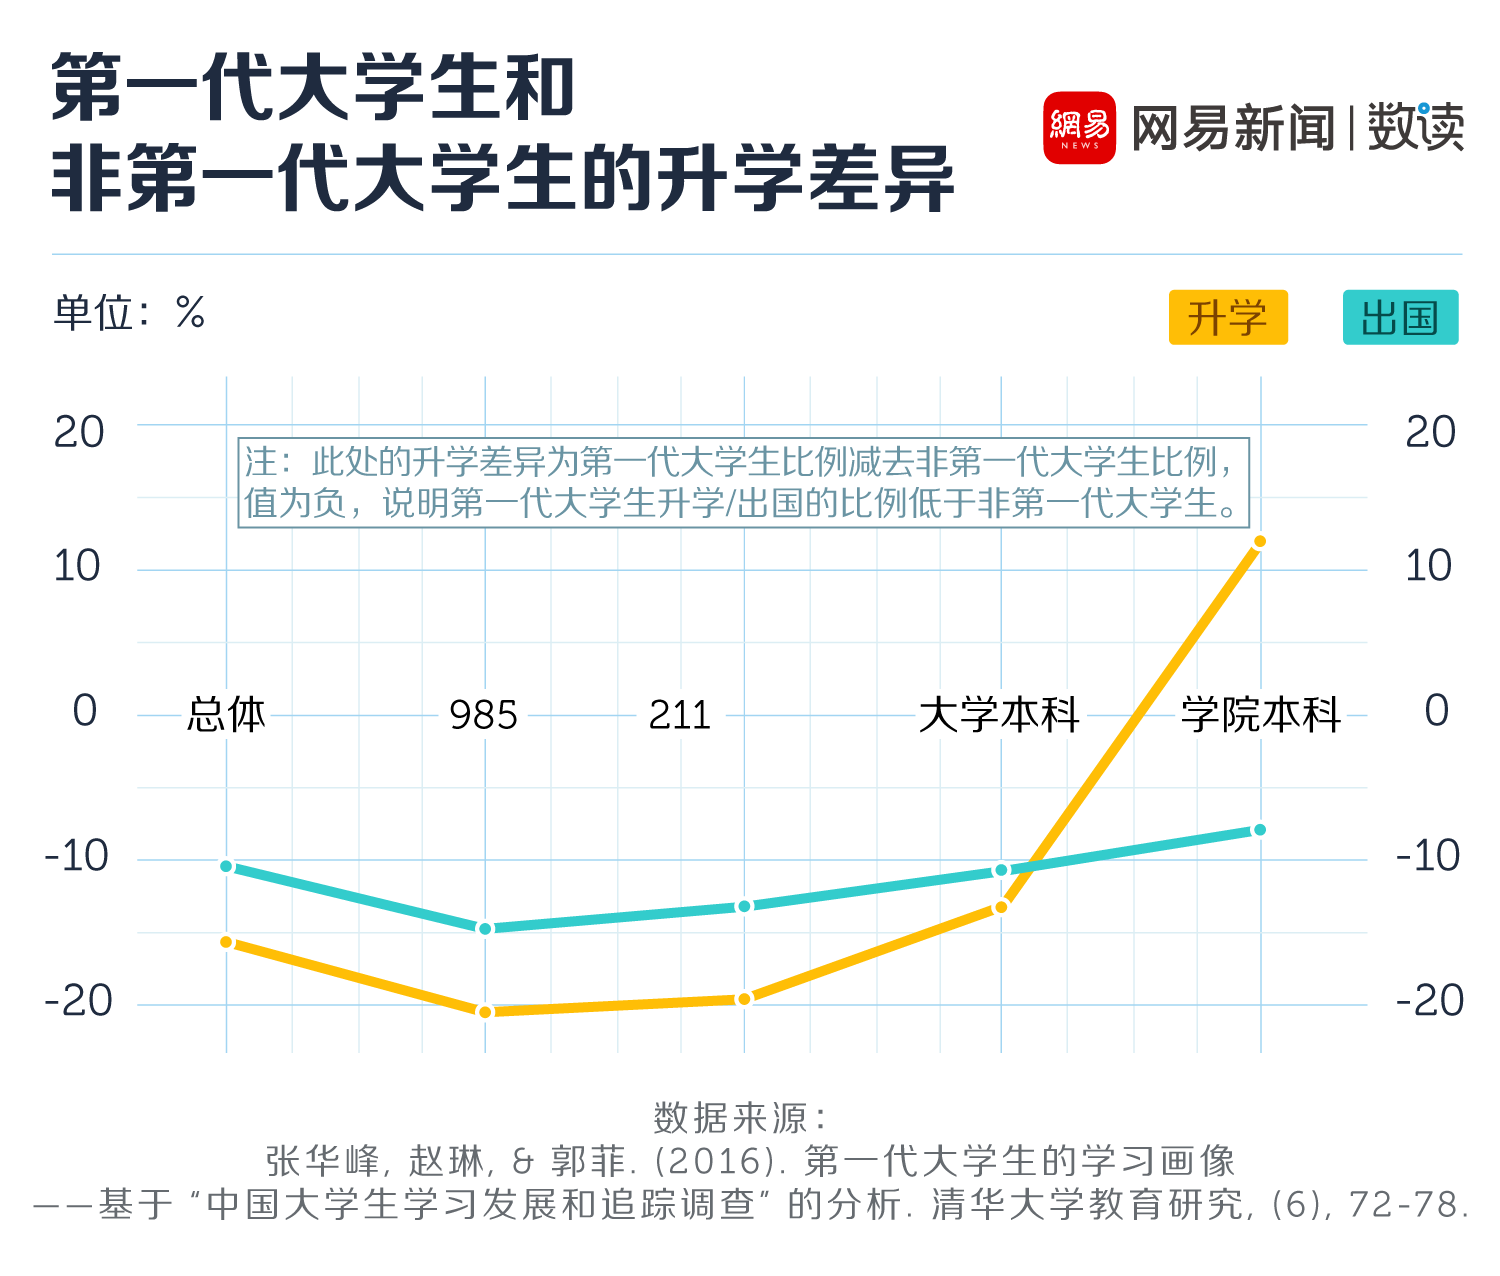 第一代大学生和
非第一代大学生的升学差异
網易
NEWS
网易新闻|数读
单位：%
升学 出国
20 20
注：此处的升学差异为第一代大学生比例减去非第一代大学生比例，
值为负，说明第一代大学生升学/出国的比例低于非第一代大学生。
10 10
0 总体 985 211 大学本科 学院本科 0
-10 -10
-20 -20
数据来源：
张华峰, 赵琳, & 郭菲. (2016). 第一代大学生的学习画像
——基于 “中国大学生学习发展和追踪调查” 的分析. 清华大学教育研究, (6), 72-78.